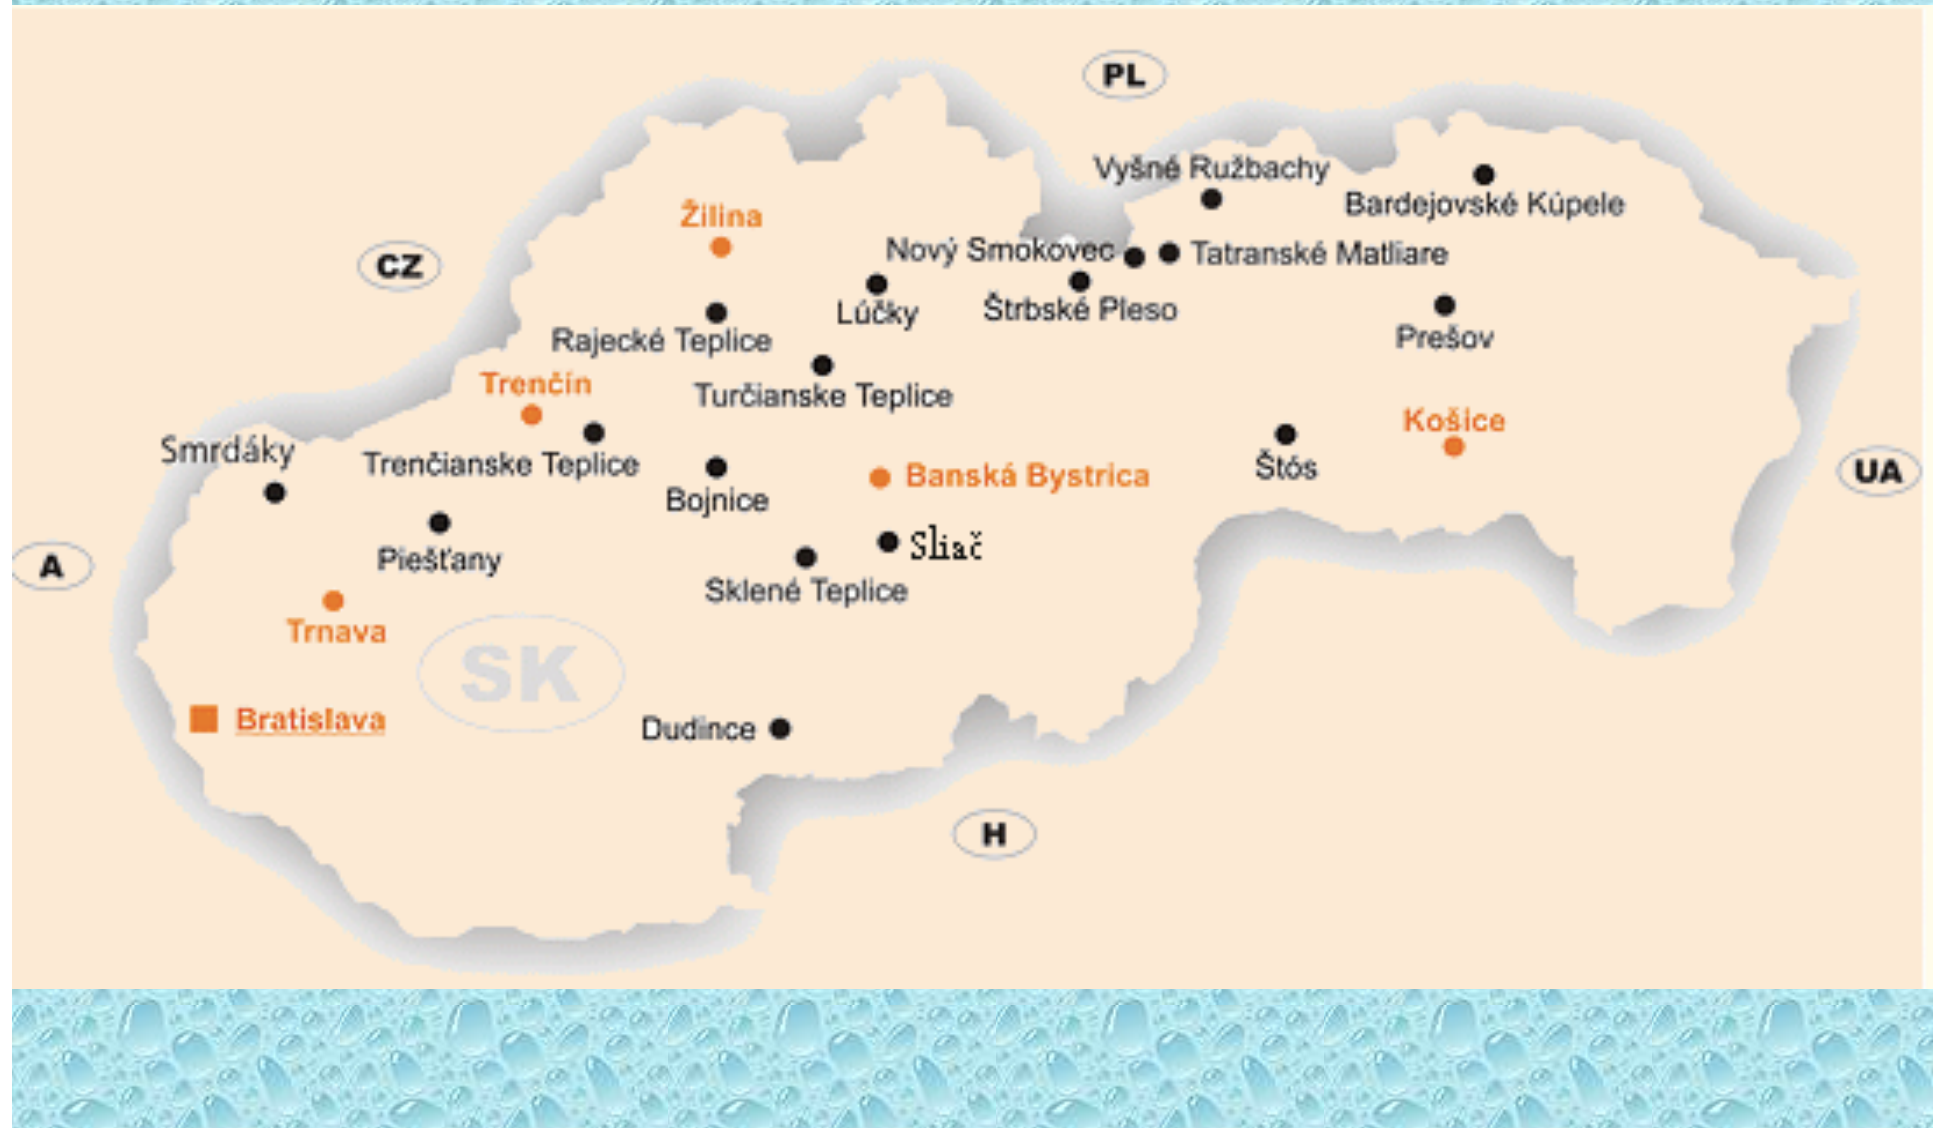 PL
Vyšné Ružbachy
Bardejovské Kúpele
Žilina
CZ
Nový Smokovec
Tatranské Matliare
Lúčky
Štrbské Pleso
Rajecké Teplice
Prešov
Trenčín
Turčianske Teplice
Košice
Smrdáky
Trenčianske Teplice
Bojnice
Banská Bystrica
Štós
UA
Piešťany
Sliač
A
Sklené Teplice
Trnava
SK
Bratislava
Dudince
H